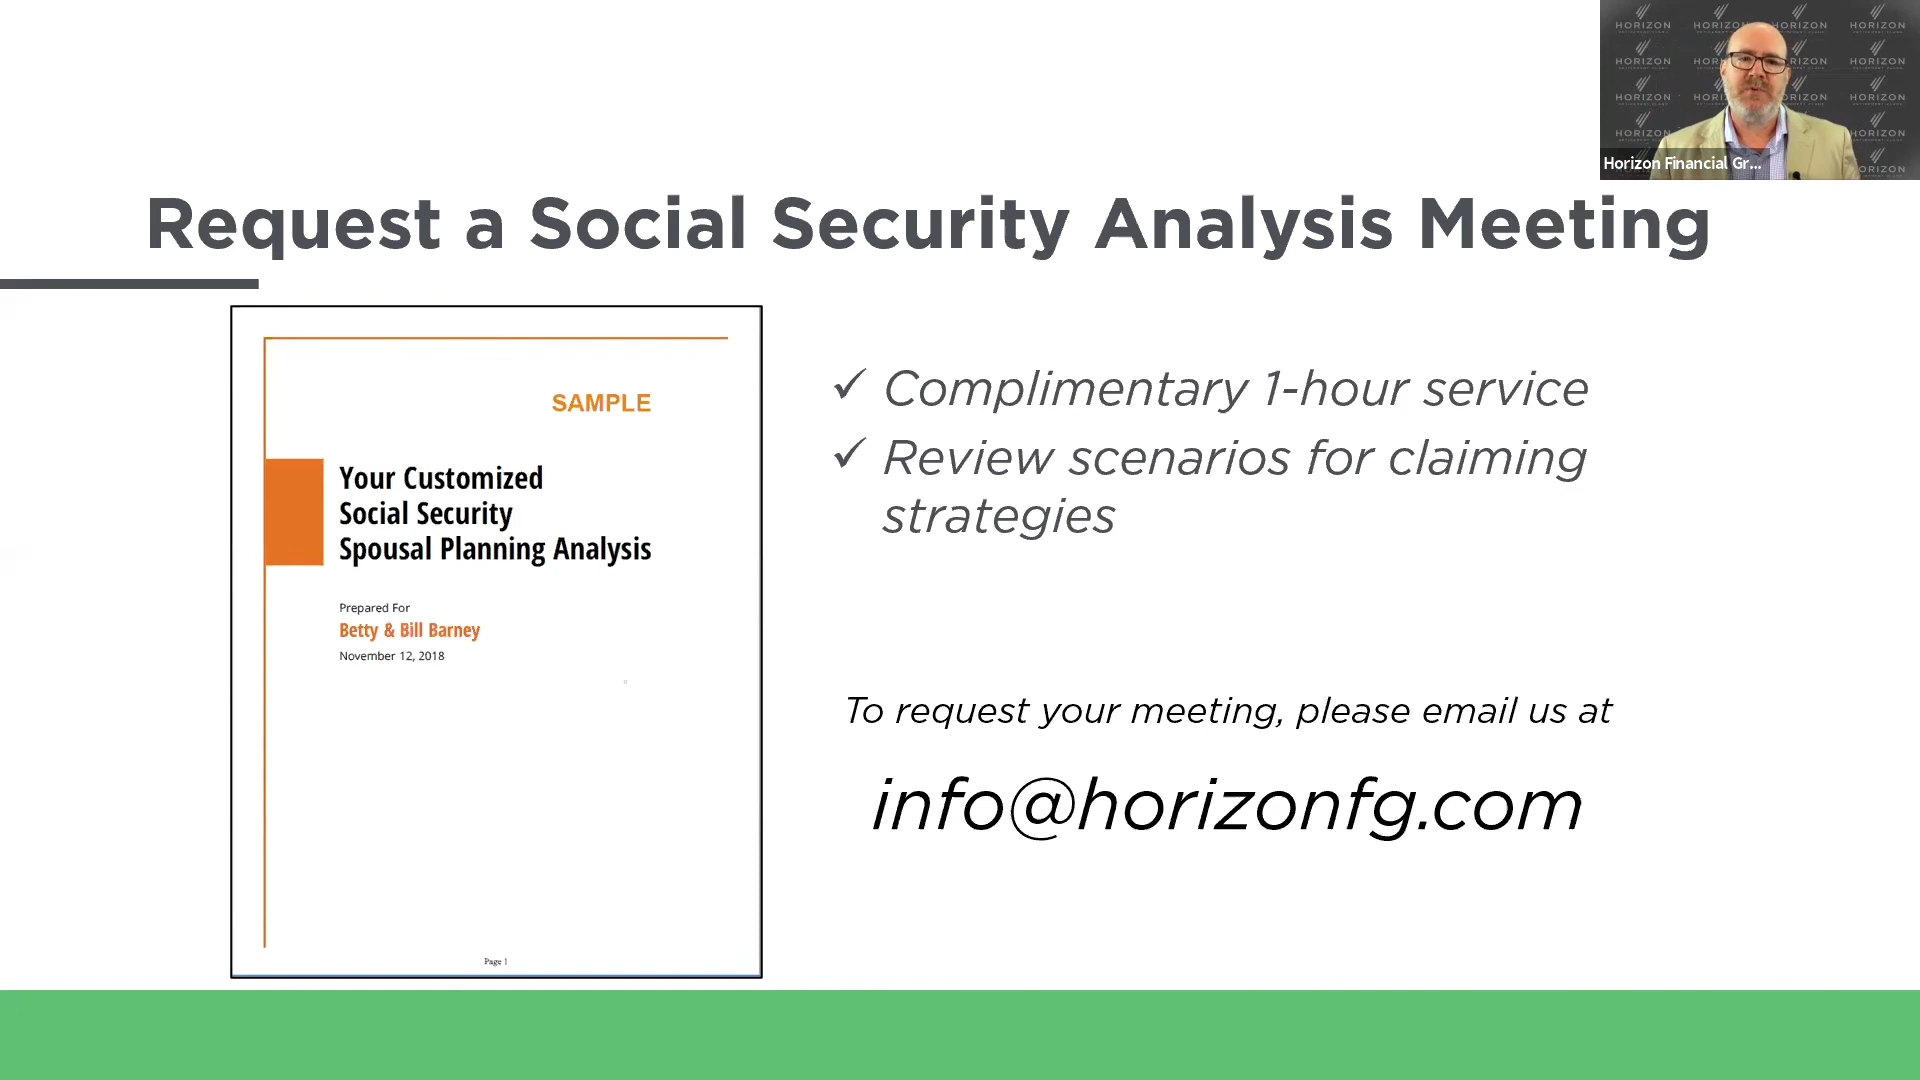 HORIZON
Horizon Financial Gr...
Request a Social Security Analysis Meeting
SAMPLE
Your Customized
Social Security
Spousal Planning Analysis
Prepared For
Betty & Bill Barney
November 12, 2018
Page 1
✓ Complimentary 1-hour service
✓ Review scenarios for claiming
strategies
To request your meeting, please email us at
info@horizonfg.com